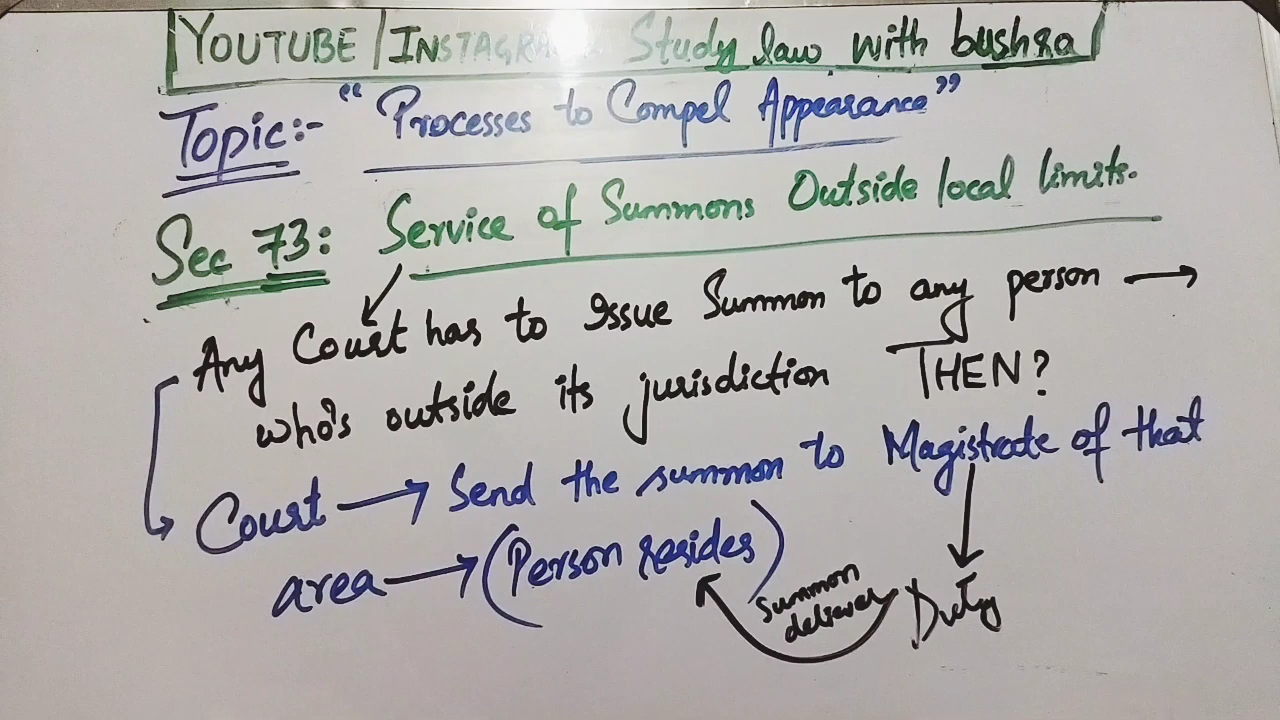 YOUTUBE/INSTAGRAM Study law with bushra
Topic:- "Processes to Compel Appearance"
Sec 73: Service of Summons Outside local limits.
Any Court has to Issue Summon to any person →
who's outside its jurisdiction THEN?
Court → Send the summon to Magistrate of that
area → (Person resides)
Summon
deliever
Duty